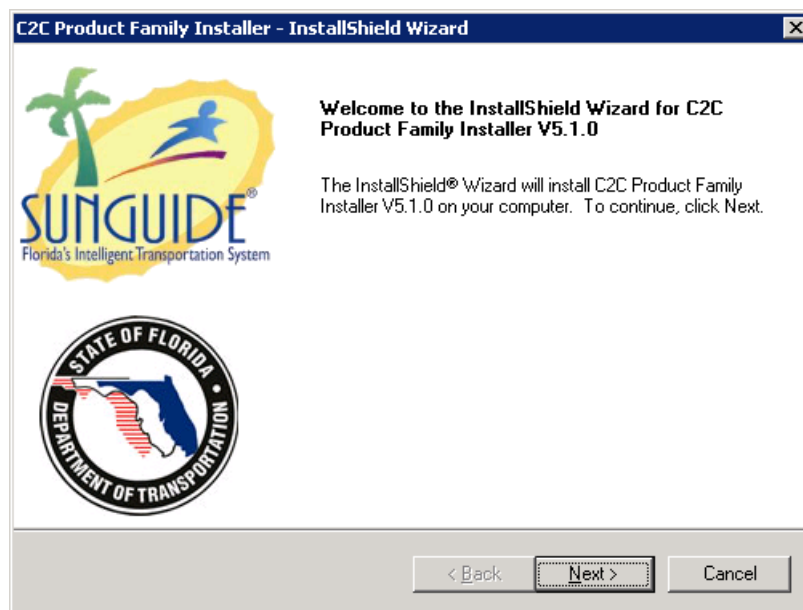 C2C Product Family Installer - InstallShield Wizard
SUNGUIDE®
Florida's Intelligent Transportation System
Welcome to the InstallShield Wizard for C2C
Product Family Installer V5.1.0
The InstallShield® Wizard will install C2C Product Family
Installer V5.1.0 on your computer. To continue, click Next.
STATE OF FLORIDA
DEPARTMENT OF TRANSPORTATION
< Back
Next >
Cancel